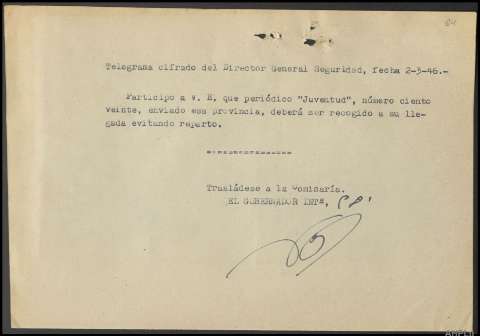 84
Telegrama cifrado del Director General Seguridad, fecha 2-3-46.-
Participo a V. E. que periódico "Juventud", número ciento
veinte, enviado esa provincia, deberá ser recogido a su lle-
gada evitando reparto.
Trasládese a la Comisaría.
EL GOBERNADOR INTº,